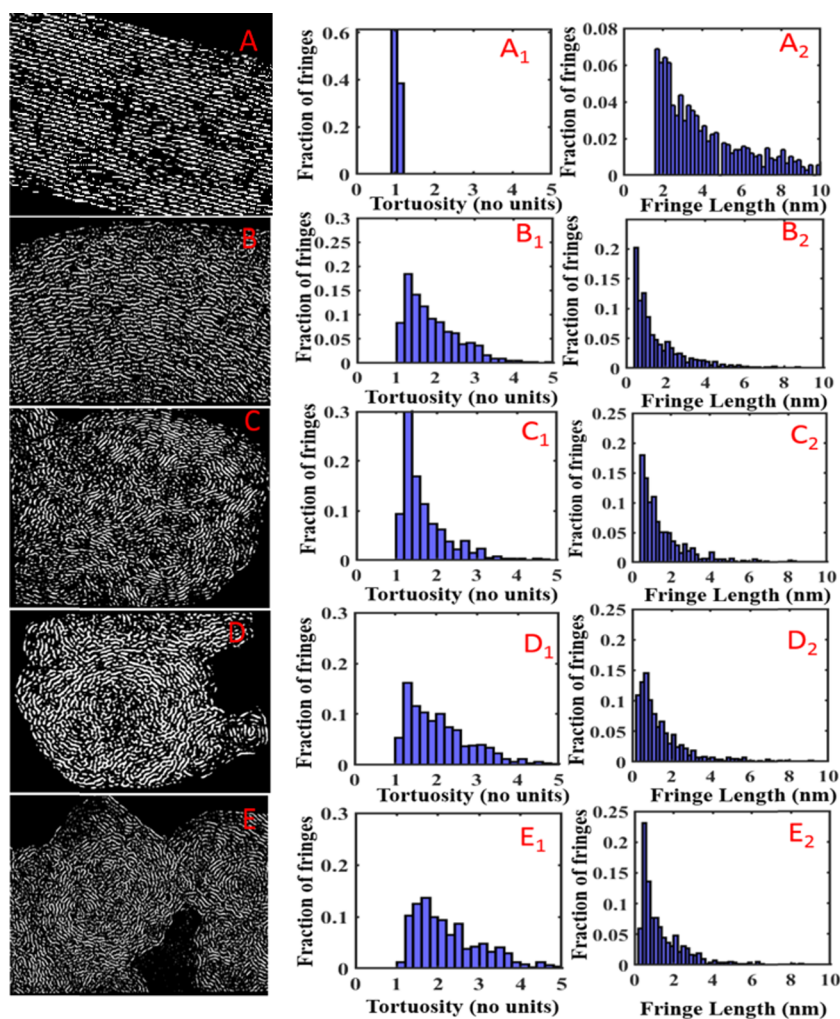 A
A1
0.6
0.4
0.2
0
0 1 2 3 4 5
Fraction of fringes
Tortuosity (no units)
A2
0.08
0.06
0.04
0.02
0
0 2 4 6 8 10
Fraction of fringes
Fringe Length (nm)
B
B1
0.3
0.25
0.2
0.15
0.1
0.05
0
0 1 2 3 4 5
Fraction of fringes
Tortuosity (no units)
B2
0.2
0.15
0.1
0.05
0
0 2 4 6 8 10
Fraction of fringes
Fringe Length (nm)
C
C1
0.3
0.2
0.1
0
0 1 2 3 4 5
Fraction of fringes
Tortuosity (no units)
C2
0.25
0.2
0.15
0.1
0.05
0
0 2 4 6 8 10
Fraction of fringes
Fringe Length (nm)
D
D1
0.3
0.2
0.1
0
0 1 2 3 4 5
Fraction of fringes
Tortuosity (no units)
D2
0.25
0.2
0.15
0.1
0.05
0
0 2 4 6 8 10
Fraction of fringes
Fringe Length (nm)
E
E1
0.3
0.2
0.1
0
0 1 2 3 4 5
Fraction of fringes
Tortuosity (no units)
E2
0.25
0.2
0.15
0.1
0.05
0
0 2 4 6 8 10
Fraction of fringes
Fringe Length (nm)